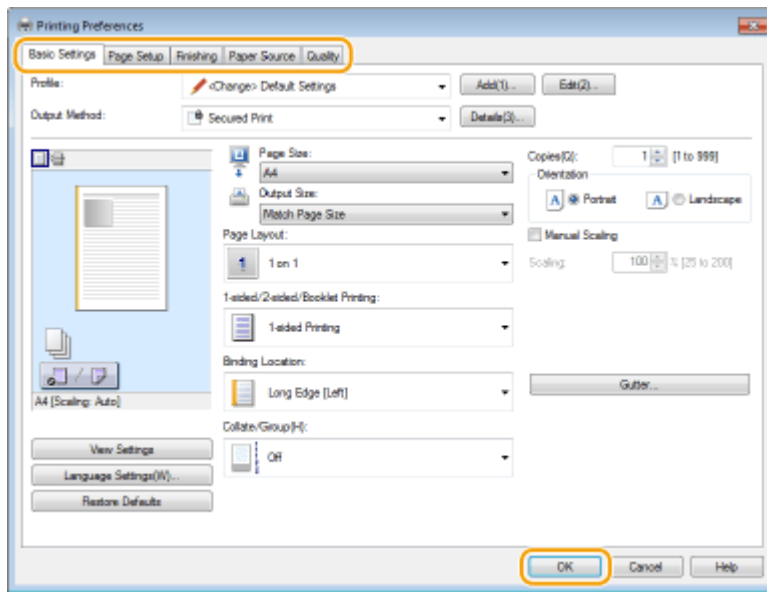 Printing Preferences
Basic Settings Page Setup Finishing Paper Source Quality
Profile: <Change> Default Settings Add(1)... Edit(2)...
Output Method: Secured Print Details(3)...
Page Size: Copies(Q): 1 [1 to 999]
A4 Orientation
Output Size: A Portrait A Landscape
Match Page Size
Page Layout: Manual Scaling
1 1 on 1 Scaling: 100 % [25 to 200]
1-sided/2-sided/Booklet Printing:
1-sided Printing
Binding Location:
Long Edge [Left] Gutter...
A4 [Scaling: Auto]
Collate/Group(H):
View Settings Off
Language Settings(W)...
Restore Defaults
OK Cancel Help